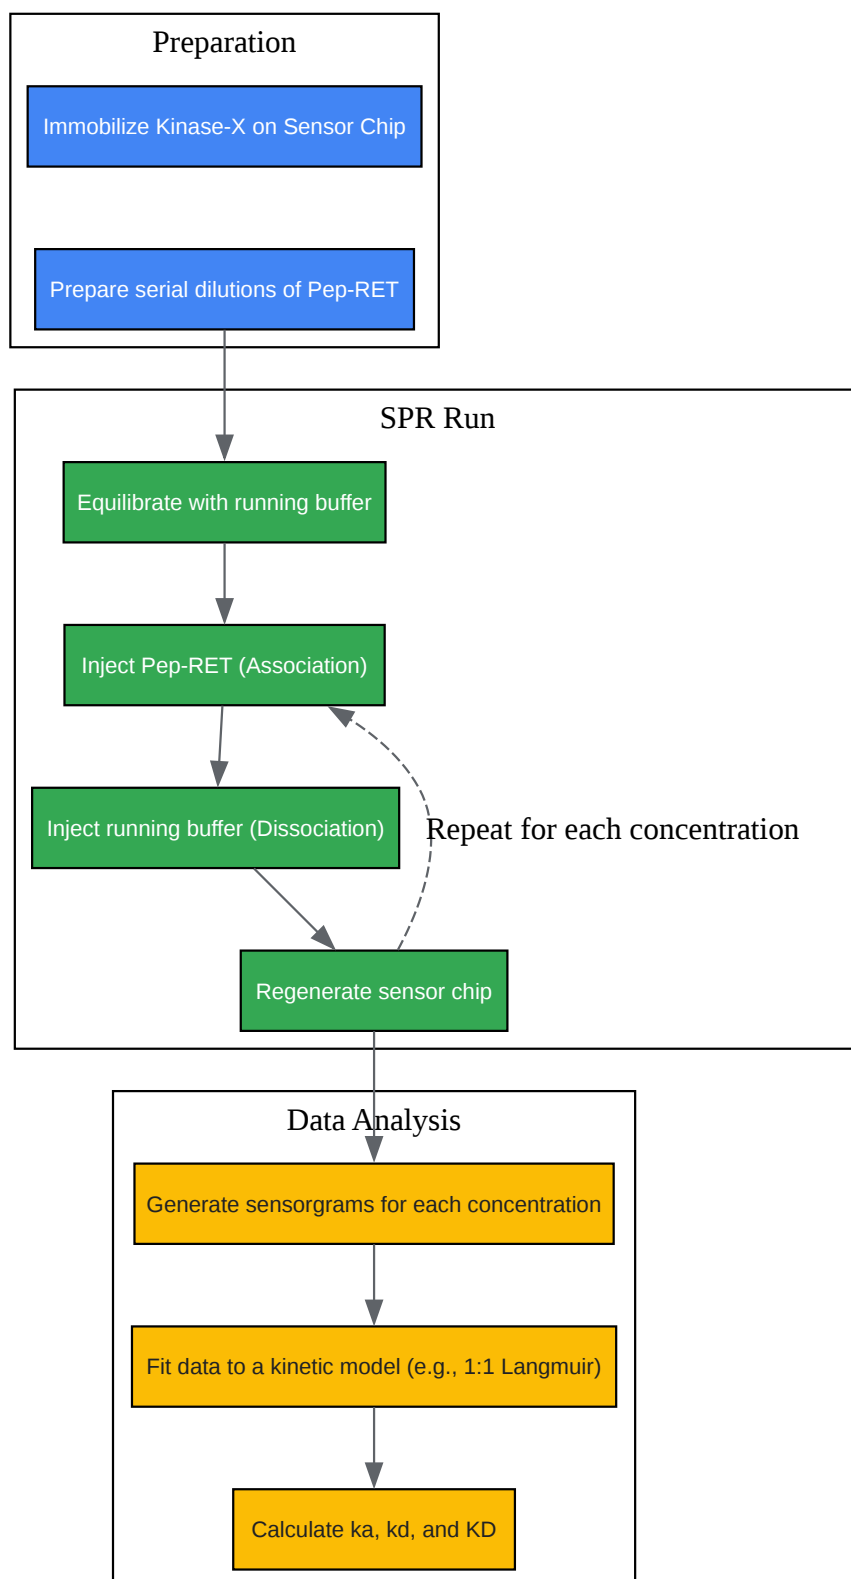 Preparation
Immobilize Kinase-X on Sensor Chip
Prepare serial dilutions of Pep-RET
SPR Run
Equilibrate with running buffer
Inject Pep-RET (Association)
Inject running buffer (Dissociation)
Repeat for each concentration
Regenerate sensor chip
Data Analysis
Generate sensorgrams for each concentration
Fit data to a kinetic model (e.g., 1:1 Langmuir)
Calculate ka, kd, and KD